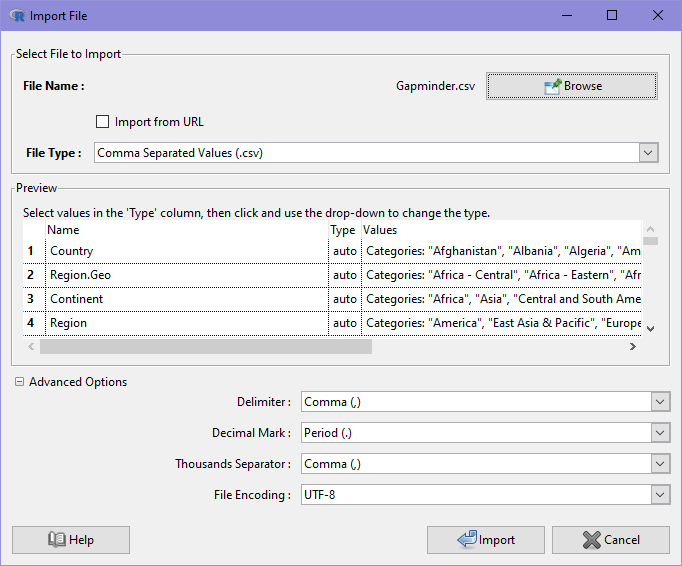 Import File
Select File to Import
File Name :
Gapminder.csv
Browse
Import from URL
File Type :
Comma Separated Values (.csv)
Preview
Select values in the 'Type' column, then click and use the drop-down to change the type.
Name Type Values
1 Country auto Categories: "Afghanistan", "Albania", "Algeria", "Am
2 Region.Geo auto Categories: "Africa - Central", "Africa - Eastern", "Afr
3 Continent auto Categories: "Africa", "Asia", "Central and South Ame
4 Region auto Categories: "America", "East Asia & Pacific", "Europe
Advanced Options
Delimiter : Comma (,)
Decimal Mark : Period (.)
Thousands Separator : Comma (,)
File Encoding : UTF-8
Help Import Cancel